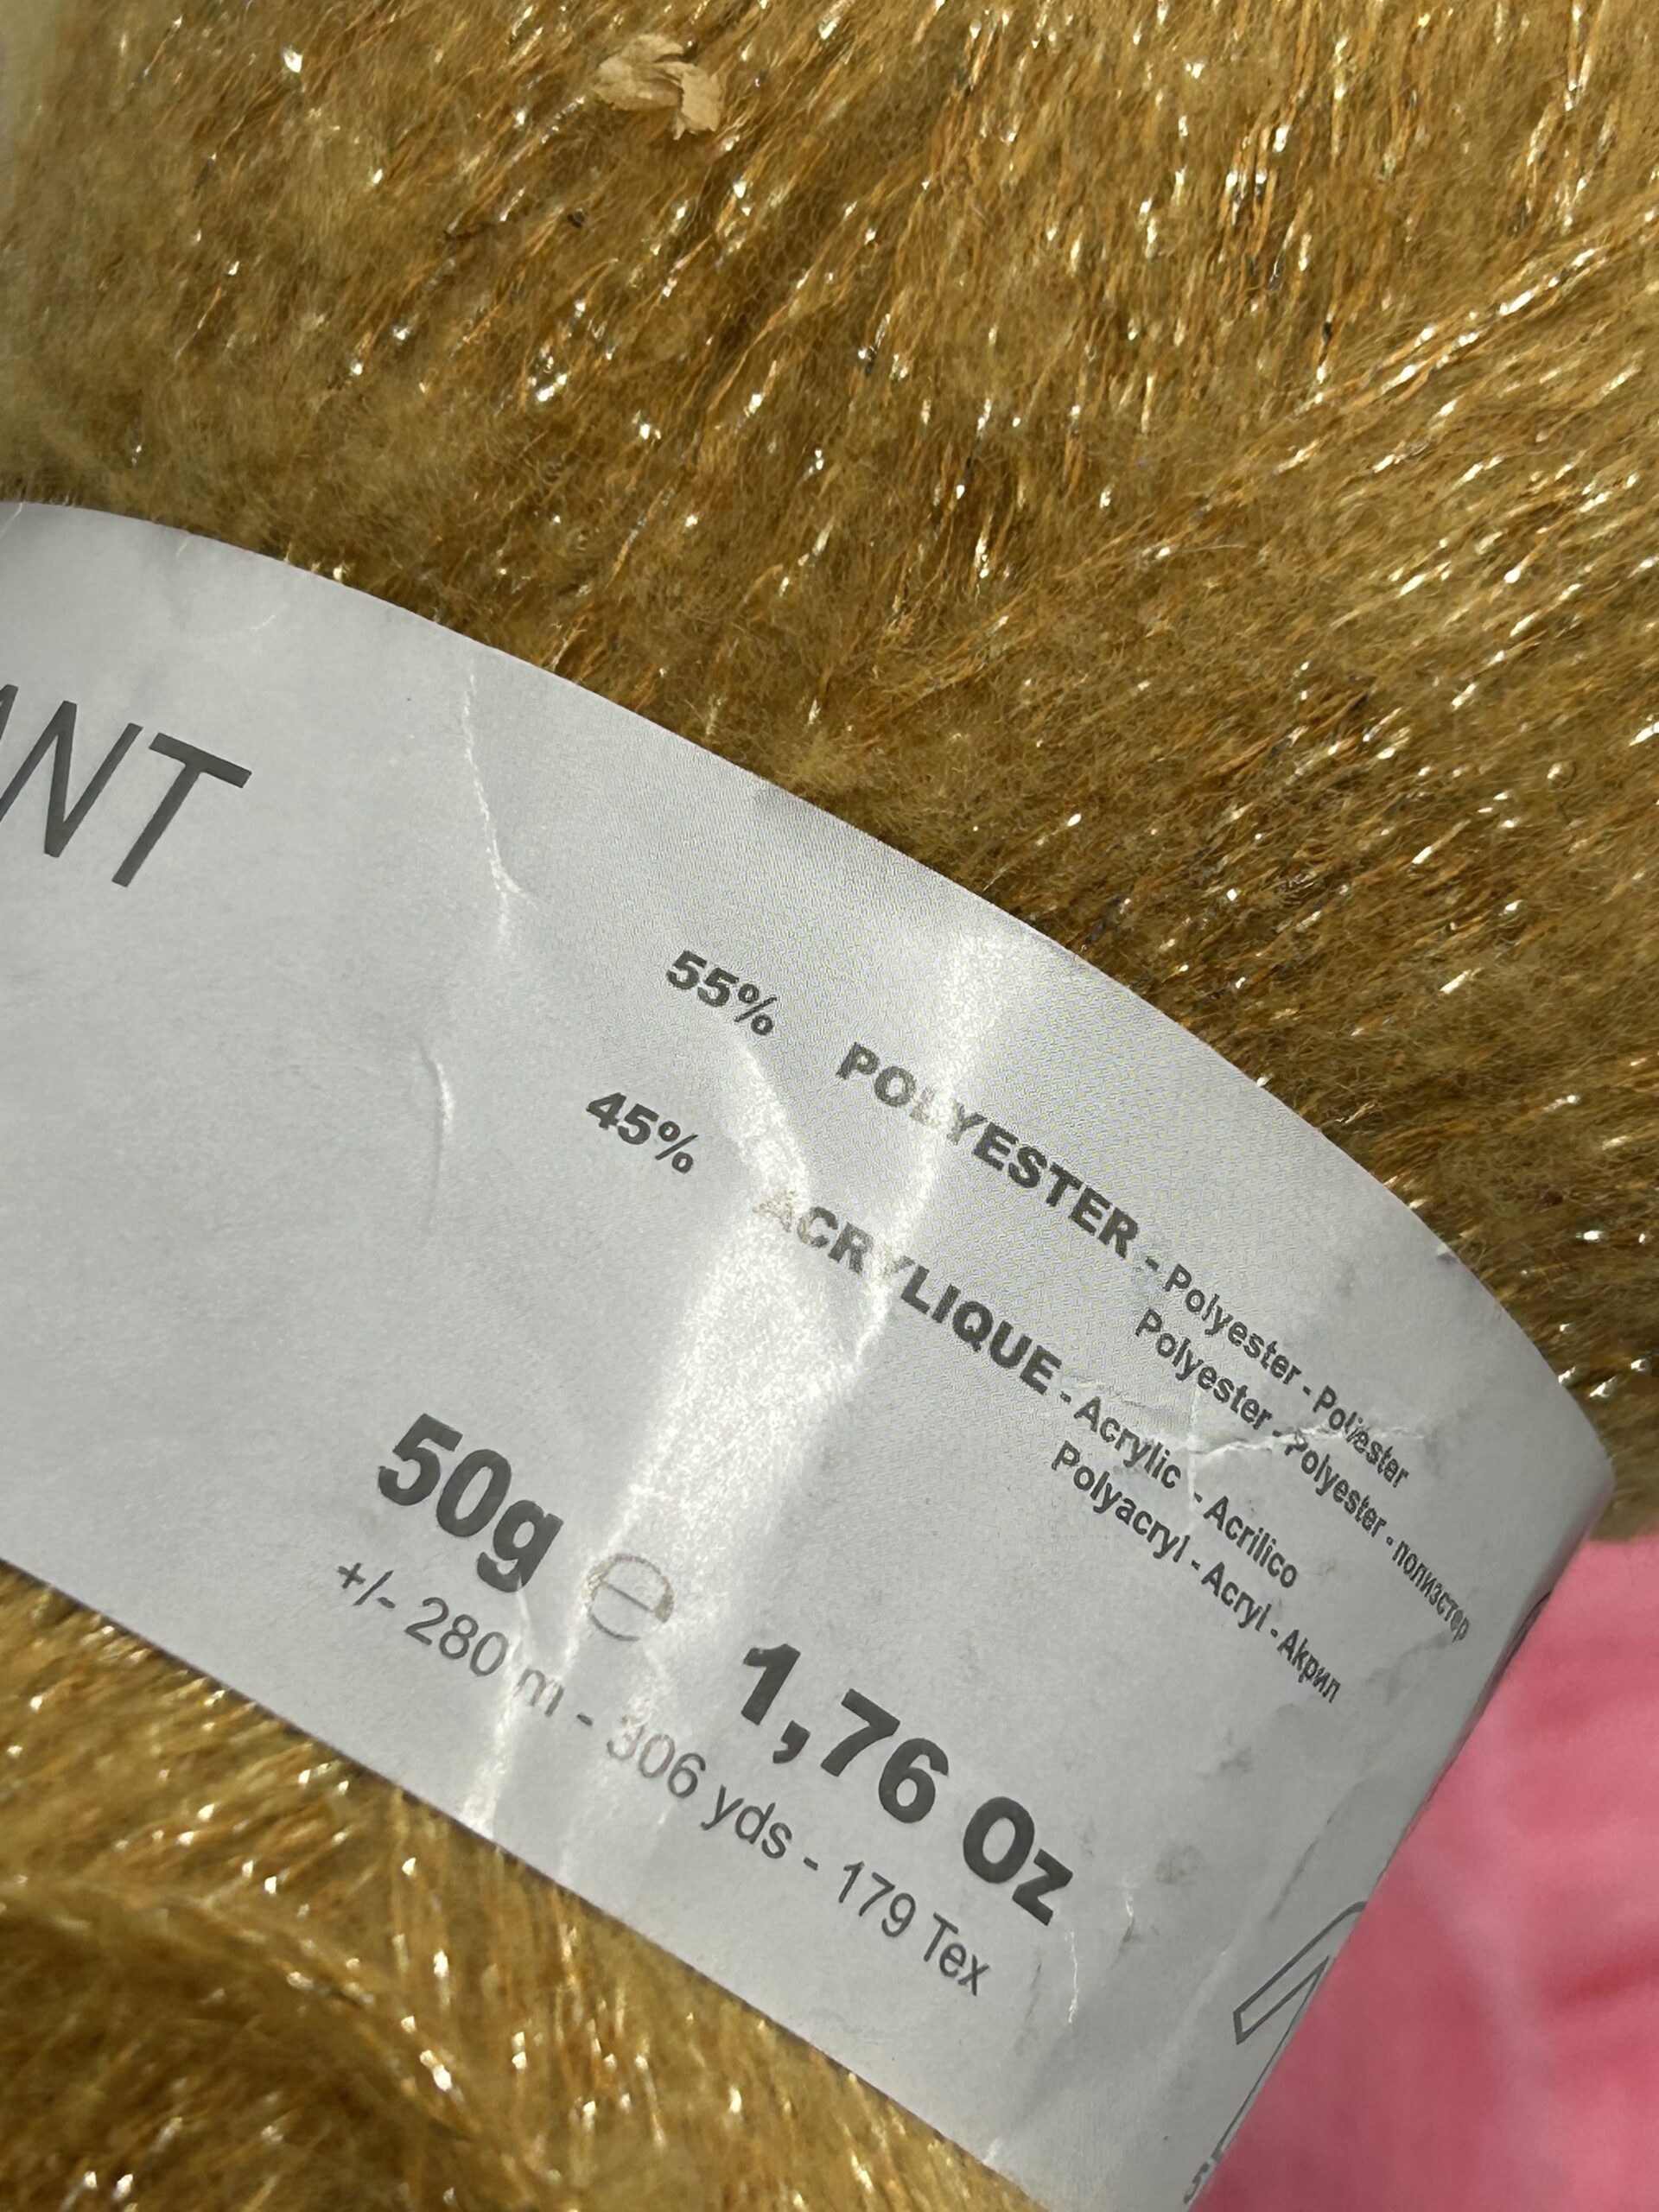 ANT
55% POLYESTER - Polyester - Poliester
Polyester - Polyester - полиэстер
45% ACRYLIQUE - Acrylic - Acrilico
Polyacryl - Acryl - Акрил
50g e 1,76 Oz
+/- 280 m - 306 yds - 179 Tex